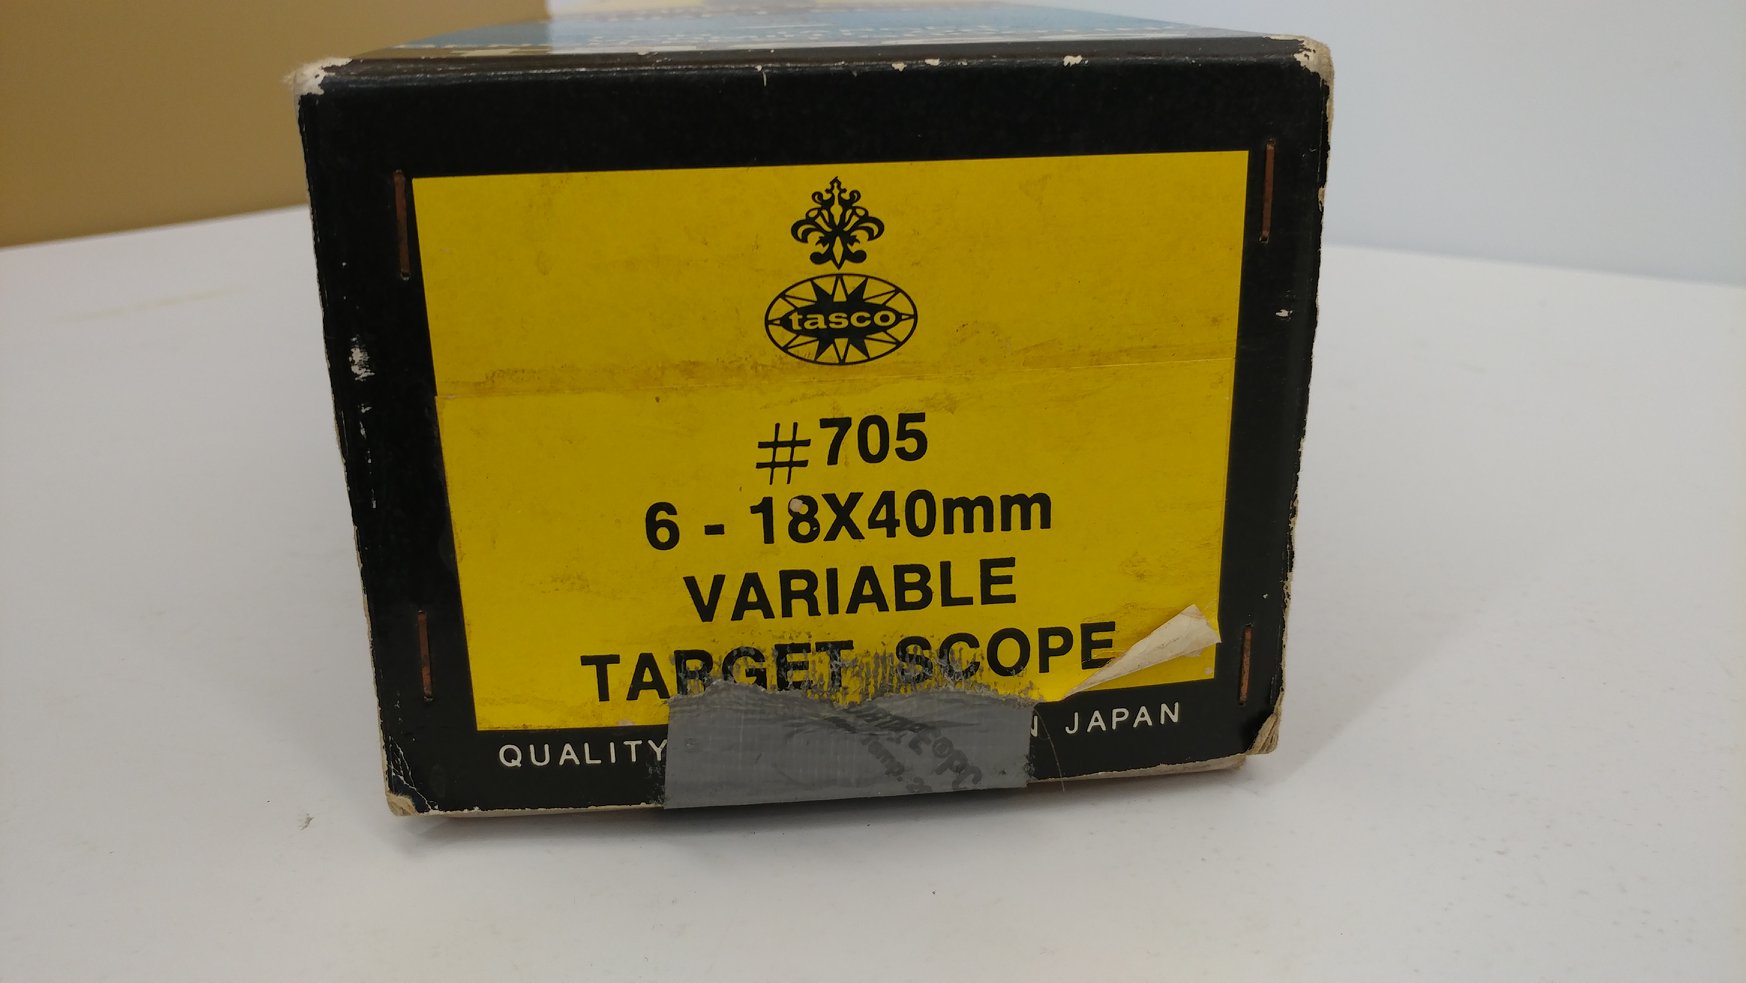 tasco
#705
6 - 18X40mm
VARIABLE
TARGET SCOPE
QUALITY JAPAN